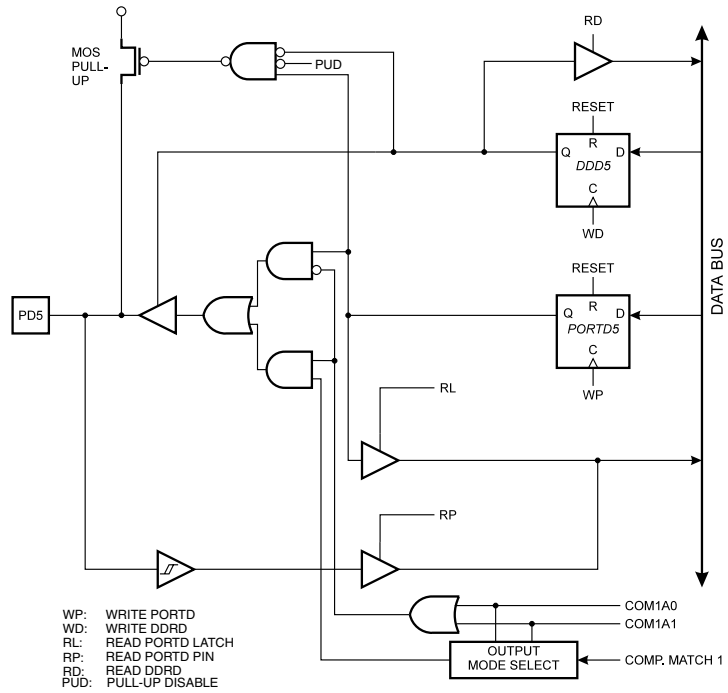 RD
MOS
PULL-
UP
PUD
RESET
R
Q
D
DDD5
C
WD
RESET
R
Q
D
PORTD5
C
WP
PD5
DATA BUS
RL
RP
COM1A0
COM1A1
OUTPUT
MODE SELECT
COMP. MATCH 1
WP: WRITE PORTD
WD: WRITE DDRD
RL: READ PORTD LATCH
RP: READ PORTD PIN
RD: READ DDRD
PUD: PULL-UP DISABLE